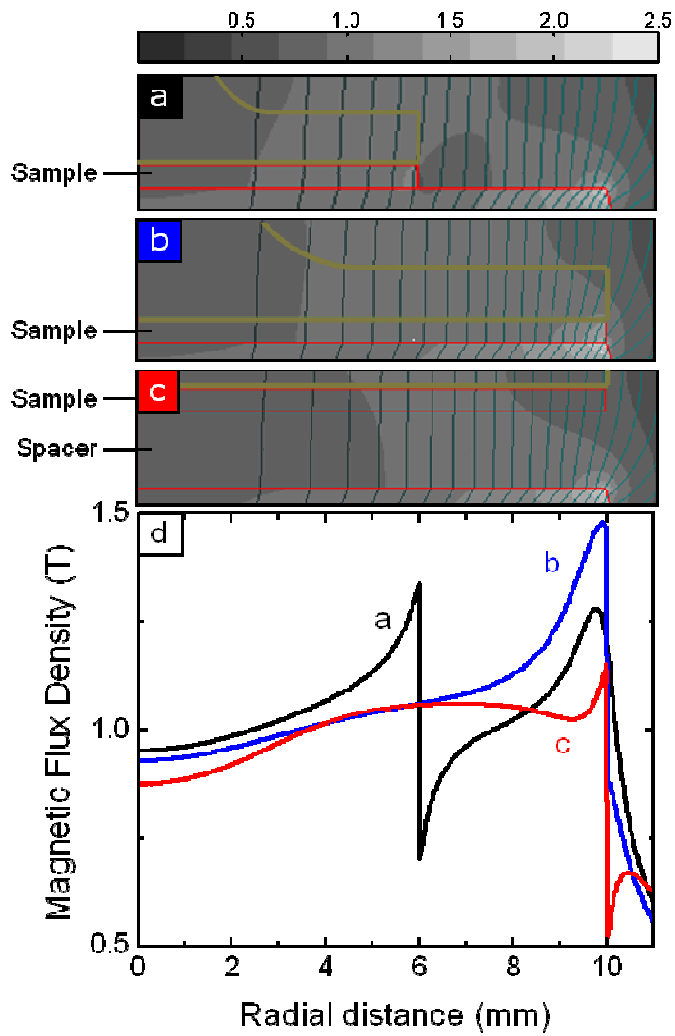 0.5 1.0 1.5 2.0 2.5
a
Sample
b
Sample
c
Sample
Spacer
d
1.5
b
a
1.0
c
0.5
0 2 4 6 8 10
Magnetic Flux Density (T)
Radial distance (mm)